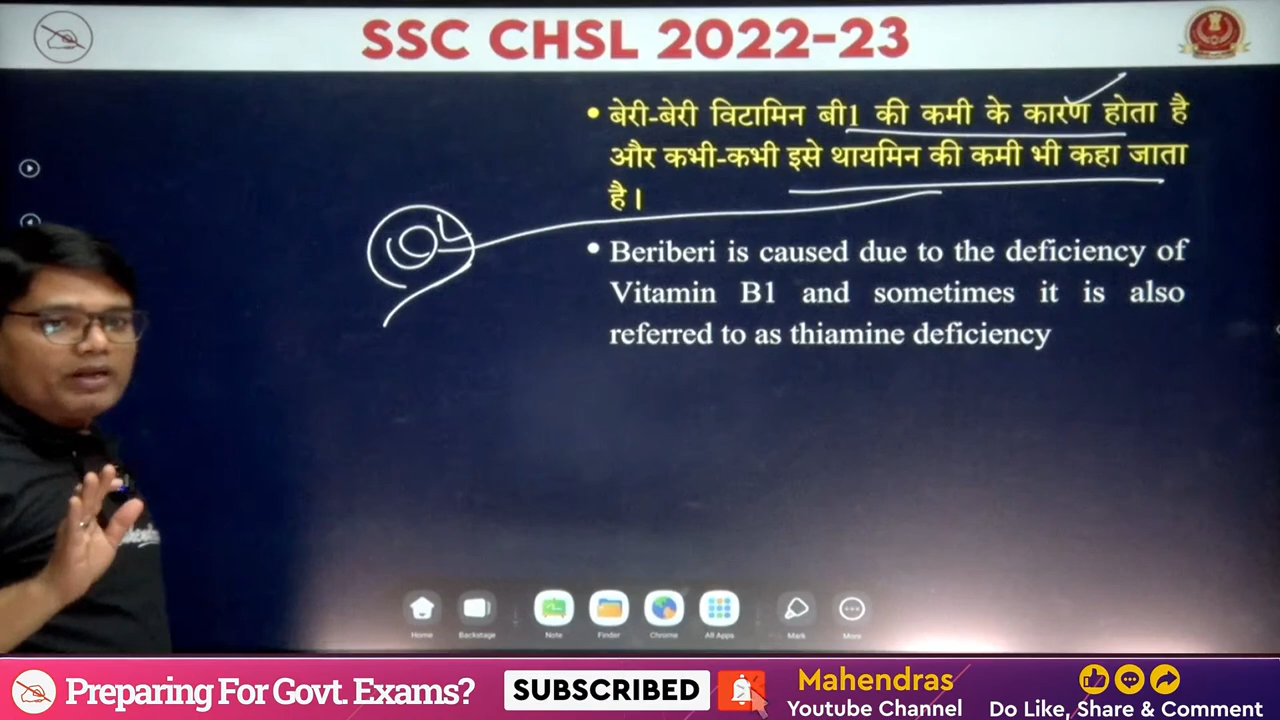 SSC CHSL 2022-23
• बेरी-बेरी विटामिन बी1 की कमी के कारण होता है
और कभी-कभी इसे थायमिन की कमी भी कहा जाता
है।
• Beriberi is caused due to the deficiency of
Vitamin B1 and sometimes it is also
referred to as thiamine deficiency
Home Backstage Note Finder Chrome All Apps Mark More
Preparing For Govt. Exams?
SUBSCRIBED
Mahendras
Youtube Channel
Do Like, Share & Comment